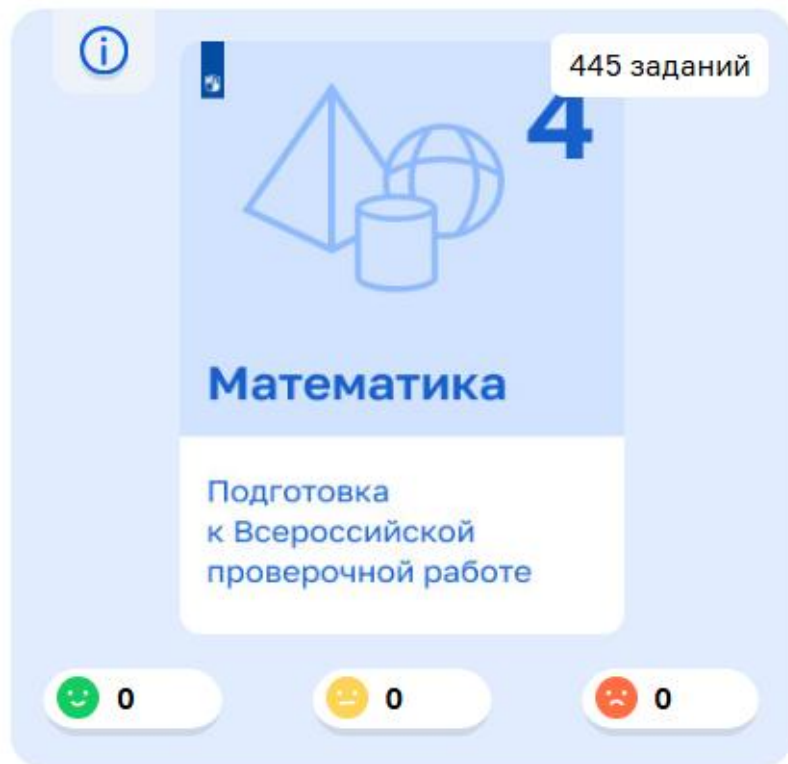 445 заданий
4
Математика
Подготовка
к Всероссийской
проверочной работе
0
0
0